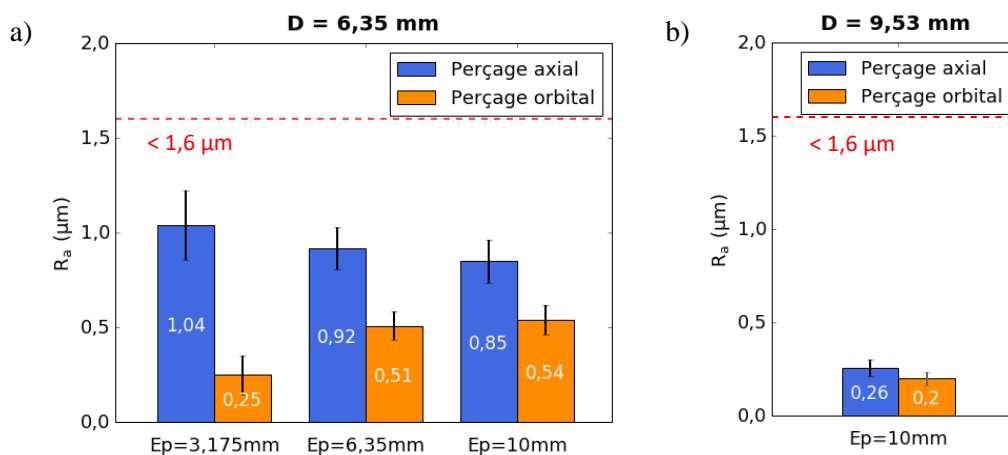 a)
D = 6,35 mm
2,0
1,5
1,0
0,5
0,0
R_a (µm)
Perçage axial
Perçage orbital
< 1,6 µm
1,04
0,25
0,92
0,51
0,85
0,54
Ep=3,175mm
Ep=6,35mm
Ep=10mm
b)
D = 9,53 mm
2,0
1,5
1,0
0,5
0,0
R_a (µm)
Perçage axial
Perçage orbital
< 1,6 µm
0,26
0,2
Ep=10mm